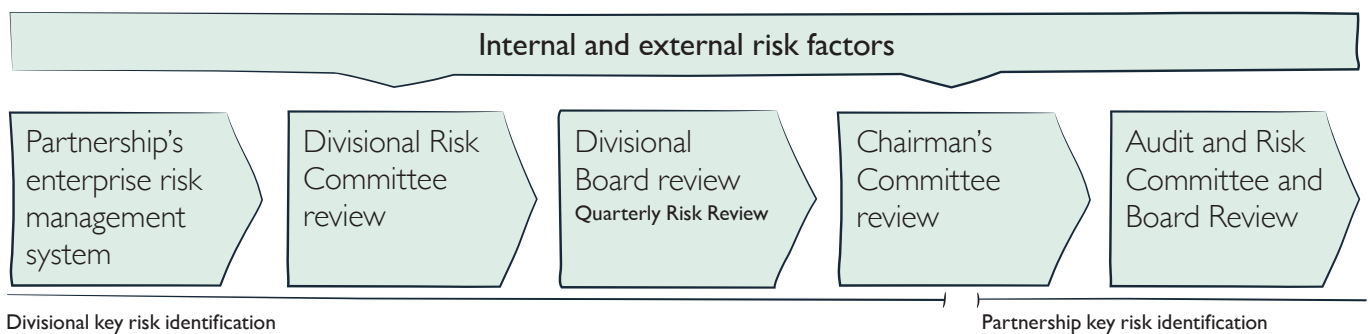 Internal and external risk factors
Partnership’s
enterprise risk
management
system
Divisional Risk
Committee
review
Divisional
Board review
Quarterly Risk Review
Chairman’s
Committee
review
Audit and Risk
Committee and
Board Review
Divisional key risk identification
Partnership key risk identification